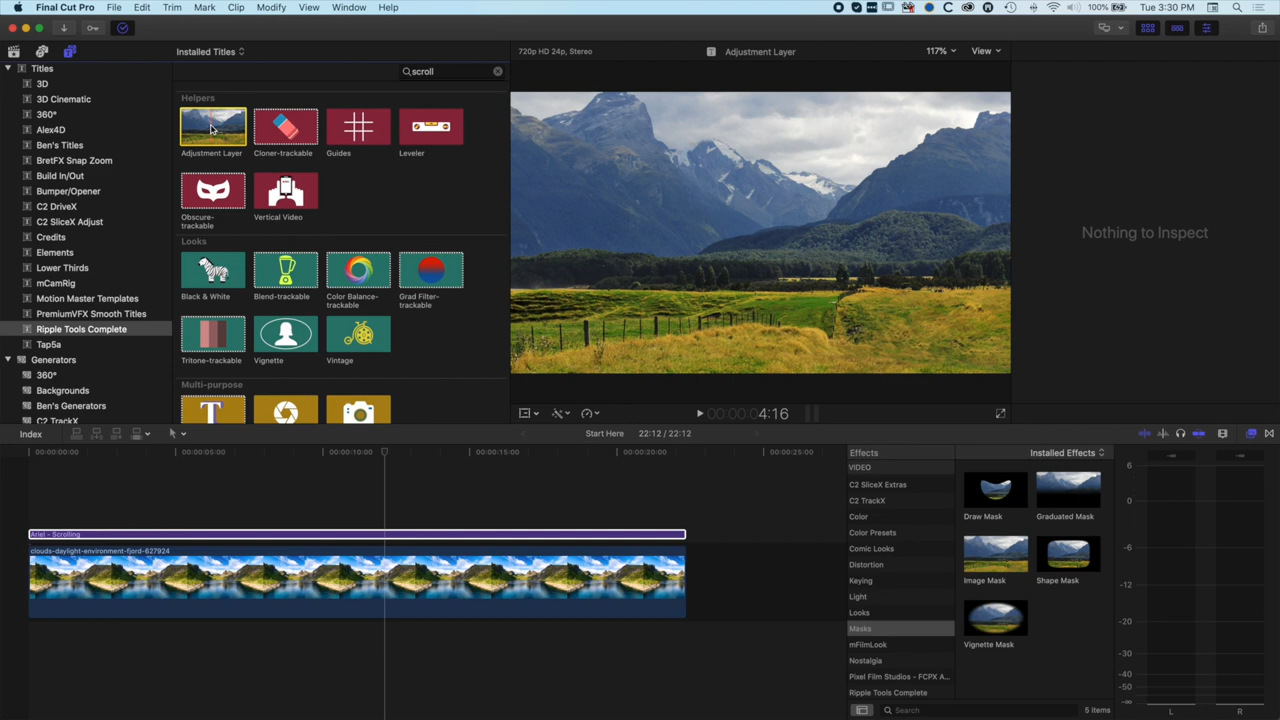 Final Cut Pro File Edit Trim Mark Clip Modify View Window Help
100% Tue 3:30 PM
Installed Titles
720p HD 24p, Stereo
Adjustment Layer
117% View
scroll
Titles
3D
3D Cinematic
360°
Alex4D
Ben's Titles
BretFX Snap Zoom
Build In/Out
Bumper/Opener
C2 DriveX
C2 SliceX Adjust
Credits
Elements
Lower Thirds
mCamRig
Motion Master Templates
PremiumVFX Smooth Titles
Ripple Tools Complete
Tap5a
Generators
360°
Backgrounds
Ben's Generators
C2 TrackX
Helpers
Adjustment Layer
Cloner-trackable
Guides
Leveler
Obscure-
trackable
Vertical Video
Looks
Black & White
Blend-trackable
Color Balance-
trackable
Grad Filter-
trackable
Tritone-trackable
Vignette
Vintage
Multi-purpose
T
Nothing to Inspect
00:00:00:04:16
Index
Start Here 22:12 / 22:12
00:00:00:00 00:00:05:00 00:00:10:00 00:00:15:00 00:00:20:00 00:00:25:00
Ariel - Scrolling
clouds-daylight-environment-fjord-627924
Effects
Installed Effects
VIDEO
C2 SliceX Extras
C2 TrackX
Color
Color Presets
Comic Looks
Distortion
Keying
Light
Looks
Masks
mFilmLook
Nostalgia
Pixel Film Studios - FCPX A...
Ripple Tools Complete
Draw Mask
Graduated Mask
Image Mask
Shape Mask
Vignette Mask
Search
5 items
-∞ -∞
6
0
-6
-12
-20
-30
-40
-50
-∞
L R